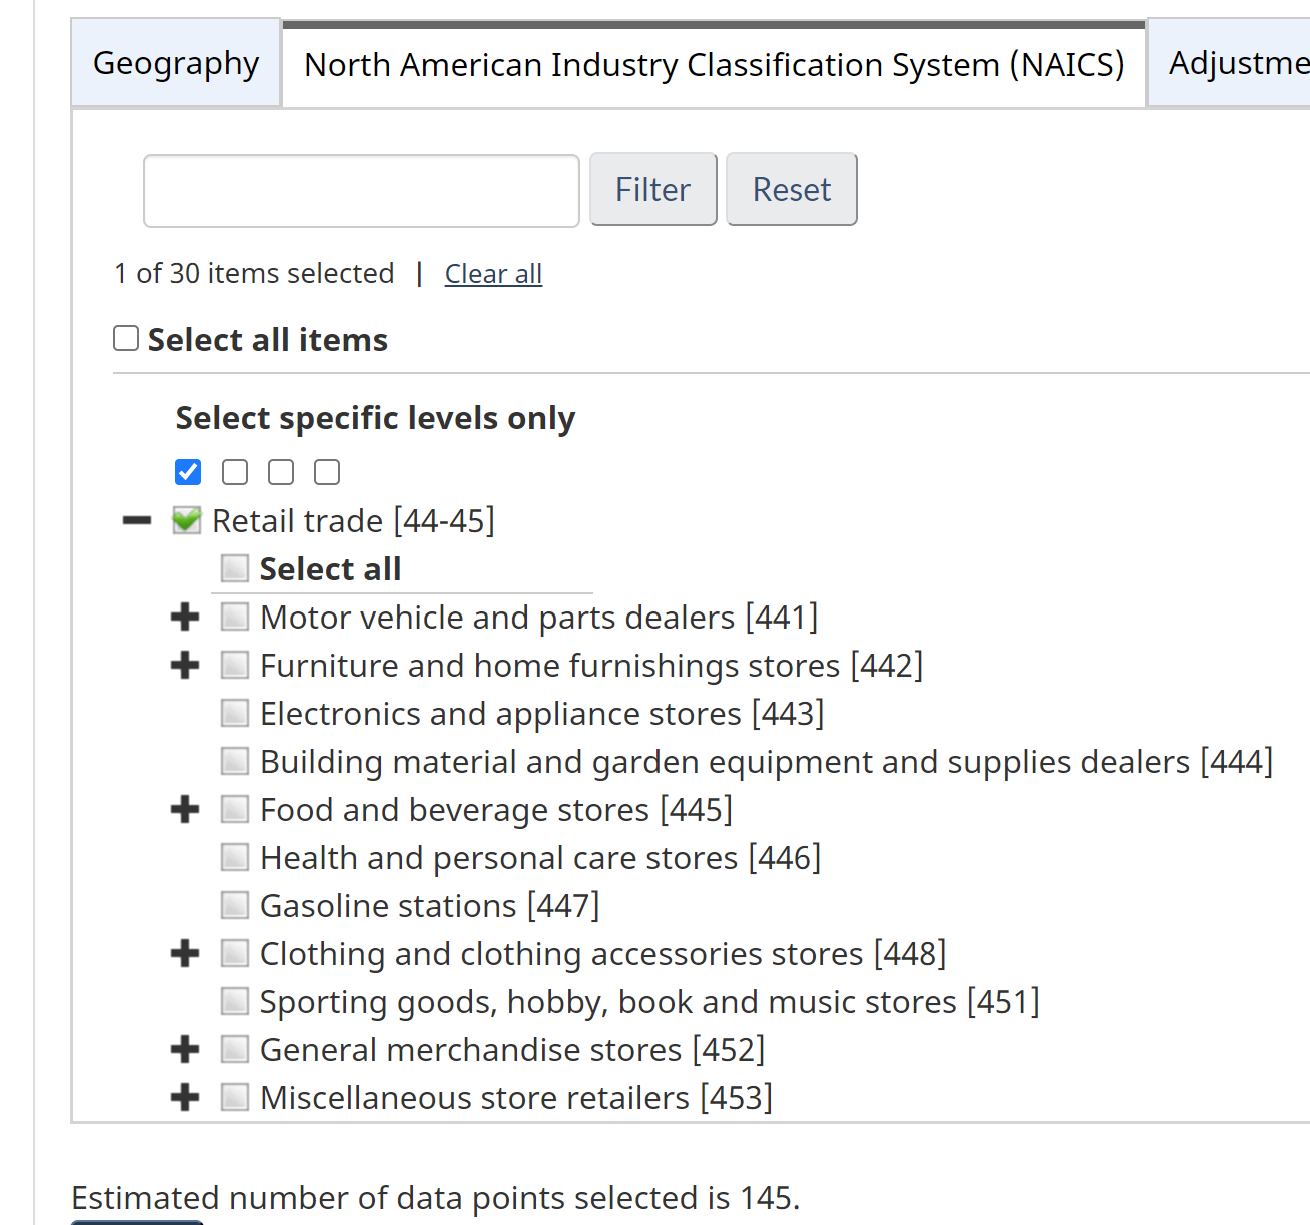 Geography North American Industry Classification System (NAICS) Adjustme
Filter Reset
1 of 30 items selected | Clear all
Select all items
Select specific levels only
Retail trade [44-45]
Select all
Motor vehicle and parts dealers [441]
Furniture and home furnishings stores [442]
Electronics and appliance stores [443]
Building material and garden equipment and supplies dealers [444]
Food and beverage stores [445]
Health and personal care stores [446]
Gasoline stations [447]
Clothing and clothing accessories stores [448]
Sporting goods, hobby, book and music stores [451]
General merchandise stores [452]
Miscellaneous store retailers [453]
Estimated number of data points selected is 145.